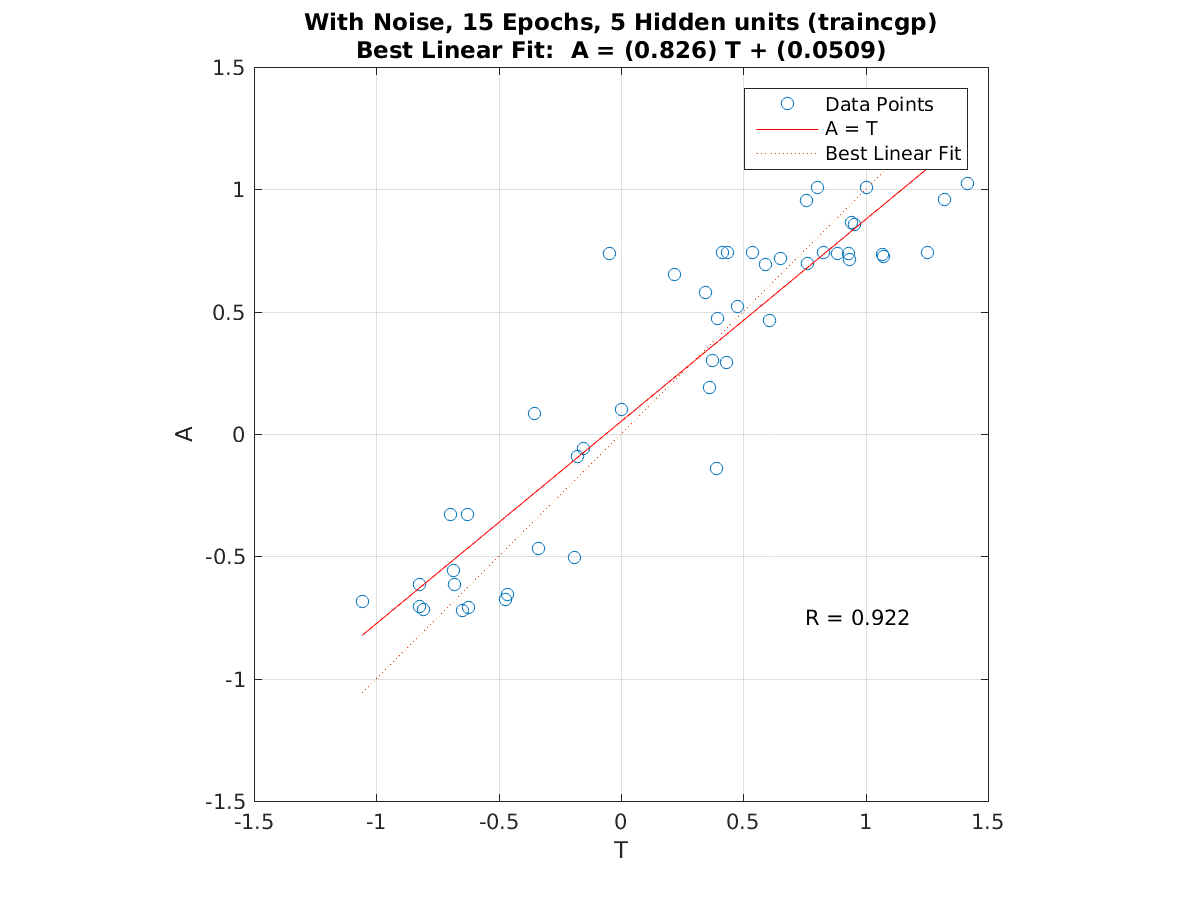 With Noise, 15 Epochs, 5 Hidden units (traincgp)
Best Linear Fit:  A = (0.826) T + (0.0509)
1.5
Data Points
A = T
Best Linear Fit
1
0.5
A
0
-0.5
R = 0.922
-1
-1.5
-1.5
-1
-0.5
0
0.5
1
1.5
T